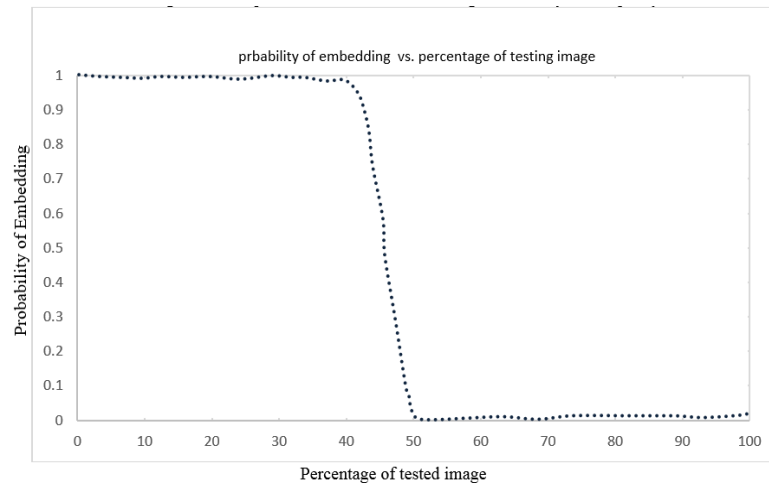 prbability of embedding vs. percentage of testing image
1
0.9
0.8
0.7
0.6
0.5
0.4
0.3
0.2
0.1
0
Probability of Embedding
0 10 20 30 40 50 60 70 80 90 100
Percentage of tested image